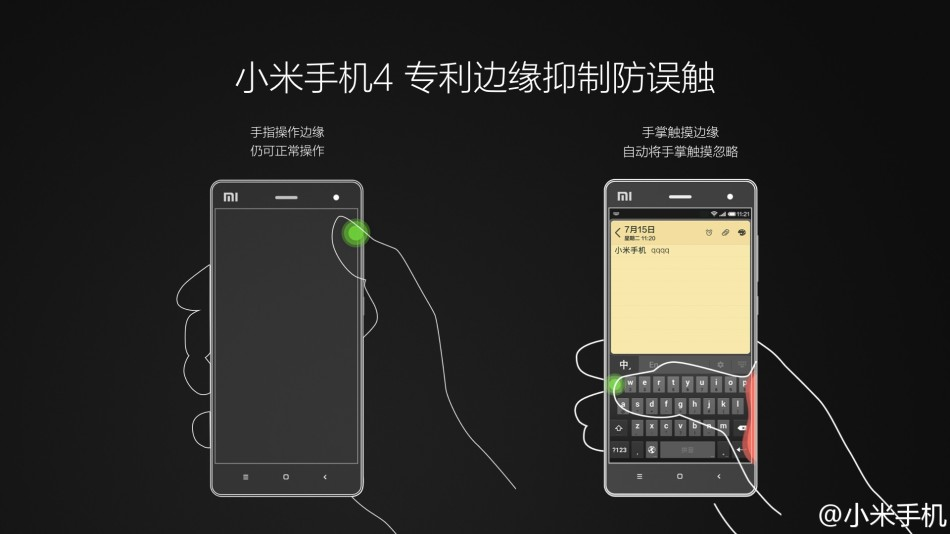 小米手机4 专利边缘抑制防误触
手指操作边缘
仍可正常操作
手掌触摸边缘
自动将手掌触摸忽略
MI
MI
11:21
7月15日
星期二 11:20
小米手机 qqqq
中 En
w e r t y u i o p
a s d f g h j k l
z x c v b n m
?123 , .
@小米手机